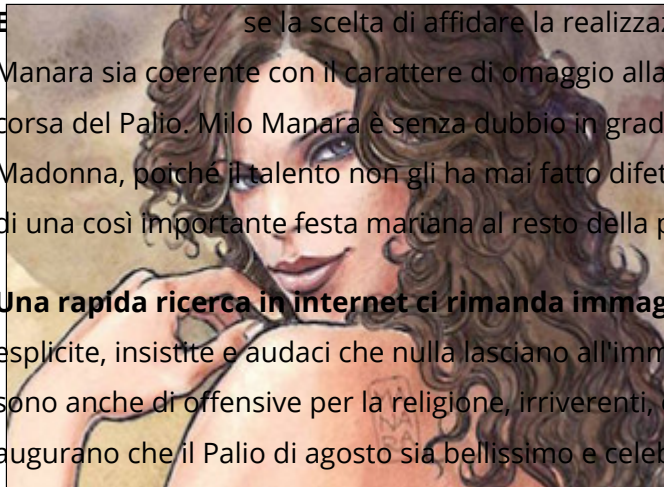 se la scelta di affidare la realizzaz
Manara sia coerente con il carattere di omaggio alla
corsa del Palio. Milo Manara è senza dubbio in grad
Madonna, poiché il talento non gli ha mai fatto difet
di una così importante festa mariana al resto della p
Una rapida ricerca in internet ci rimanda immag
esplicite, insistite e audaci che nulla lasciano all'imm
sono anche di offensive per la religione, irriverenti,
augurano che il Palio di agosto sia bellissimo e celeb